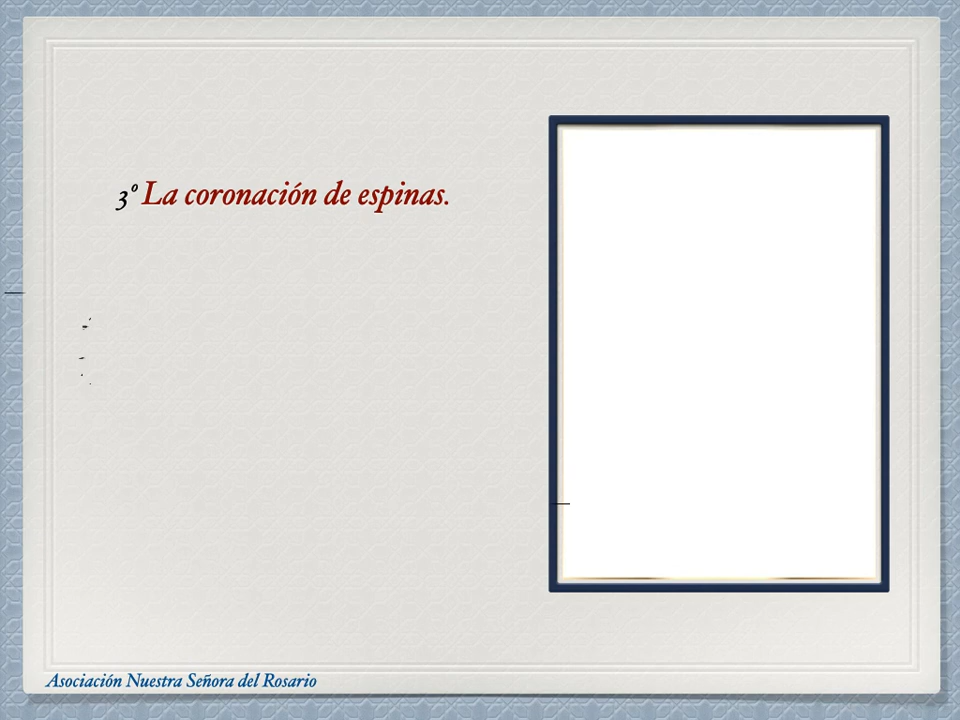 3º La coronación de espinas.
Asociación Nuestra Señora del Rosario